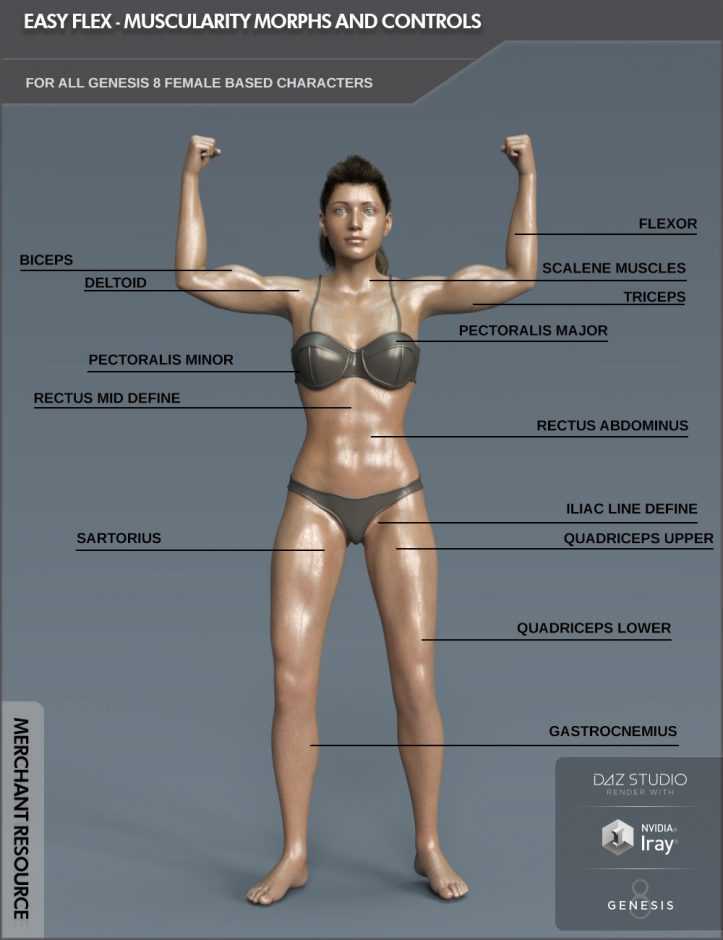 EASY FLEX - MUSCULARITY MORPHS AND CONTROLS
FOR ALL GENESIS 8 FEMALE BASED CHARACTERS
FLEXOR
BICEPS
SCALENE MUSCLES
DELTOID
TRICEPS
PECTORALIS MAJOR
PECTORALIS MINOR
RECTUS MID DEFINE
RECTUS ABDOMINUS
ILIAC LINE DEFINE
SARTORIUS
QUADRICEPS UPPER
QUADRICEPS LOWER
GASTROCNEMIUS
MERCHANT RESOURCE
DAZ STUDIO
RENDER WITH
NVIDIA®
Iray®
8
GENESIS